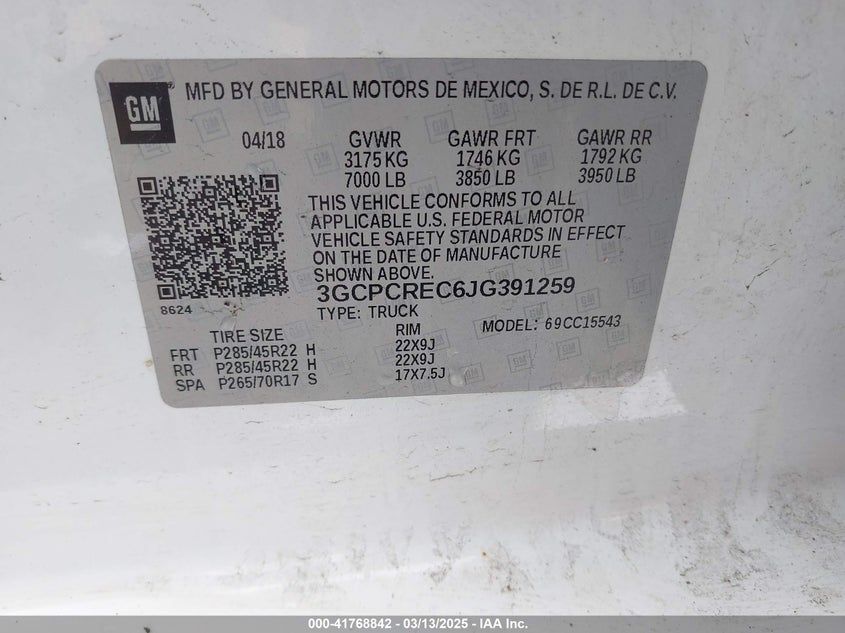 GM
MFD BY GENERAL MOTORS DE MEXICO, S. DE R.L. DE C.V.
04/18 GVWR GAWR FRT GAWR RR
3175 KG 1746 KG 1792 KG
7000 LB 3850 LB 3950 LB
THIS VEHICLE CONFORMS TO ALL
APPLICABLE U.S. FEDERAL MOTOR
VEHICLE SAFETY STANDARDS IN EFFECT
ON THE DATE OF MANUFACTURE
SHOWN ABOVE.
8624
3GCPCREC6JG391259
TYPE: TRUCK MODEL: 69CC15543
TIRE SIZE RIM
FRT P285/45R22 H 22X9J
RR P285/45R22 H 22X9J
SPA P265/70R17 S 17X7.5J
000-41768842 / 03/13/2025 - IAA Inc.